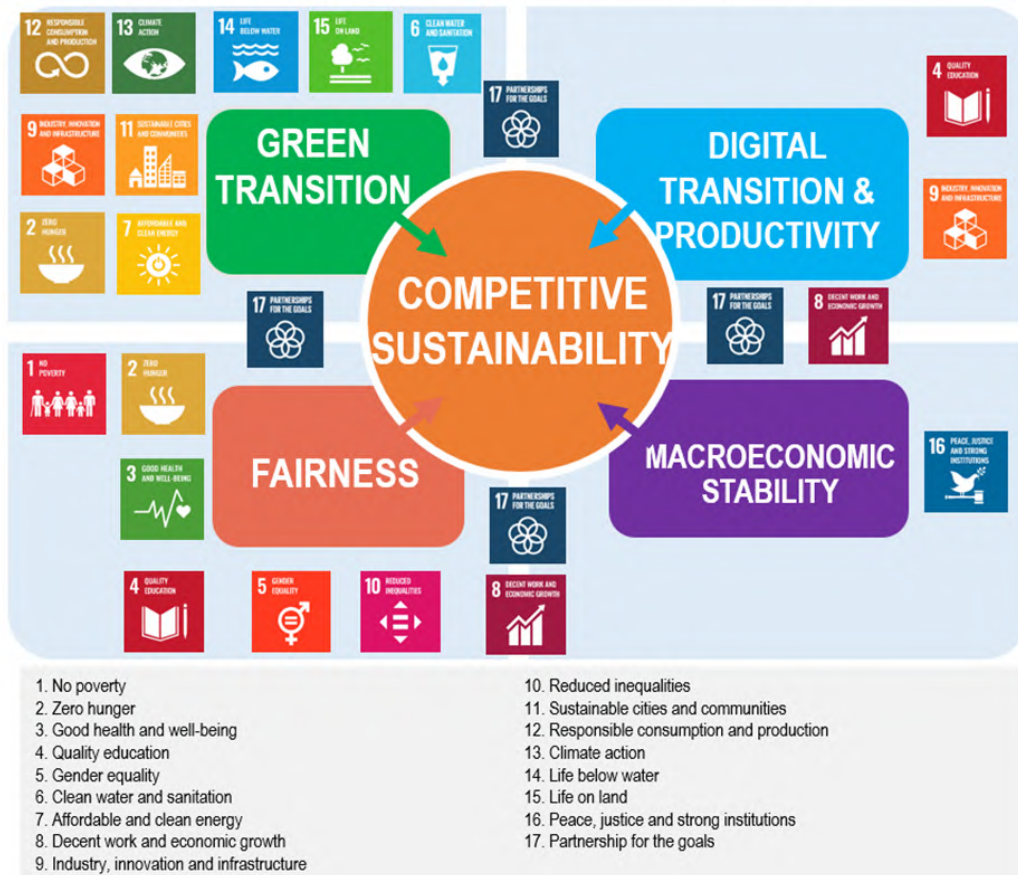 12 RESPONSIBLE
CONSUMPTION
AND PRODUCTION
13 CLIMATE
ACTION
14 LIFE
BELOW WATER
15 LIFE
ON LAND
6 CLEAN WATER
AND SANITATION
17 PARTNERSHIPS
FOR THE GOALS
4 QUALITY
EDUCATION
9 INDUSTRY, INNOVATION
AND INFRASTRUCTURE
11 SUSTAINABLE CITIES
AND COMMUNITIES
GREEN
TRANSITION
DIGITAL
TRANSITION &
PRODUCTIVITY
9 INDUSTRY, INNOVATION
AND INFRASTRUCTURE
2 ZERO
HUNGER
7 AFFORDABLE AND
CLEAN ENERGY
COMPETITIVE
SUSTAINABILITY
17 PARTNERSHIPS
FOR THE GOALS
17 PARTNERSHIPS
FOR THE GOALS
8 DECENT WORK AND
ECONOMIC GROWTH
1 NO
POVERTY
2 ZERO
HUNGER
3 GOOD HEALTH
AND WELL-BEING
FAIRNESS
MACROECONOMIC
STABILITY
16 PEACE, JUSTICE
AND STRONG
INSTITUTIONS
17 PARTNERSHIPS
FOR THE GOALS
4 QUALITY
EDUCATION
5 GENDER
EQUALITY
10 REDUCED
INEQUALITIES
8 DECENT WORK AND
ECONOMIC GROWTH
1. No poverty
2. Zero hunger
3. Good health and well-being
4. Quality education
5. Gender equality
6. Clean water and sanitation
7. Affordable and clean energy
8. Decent work and economic growth
9. Industry, innovation and infrastructure
10. Reduced inequalities
11. Sustainable cities and communities
12. Responsible consumption and production
13. Climate action
14. Life below water
15. Life on land
16. Peace, justice and strong institutions
17. Partnership for the goals